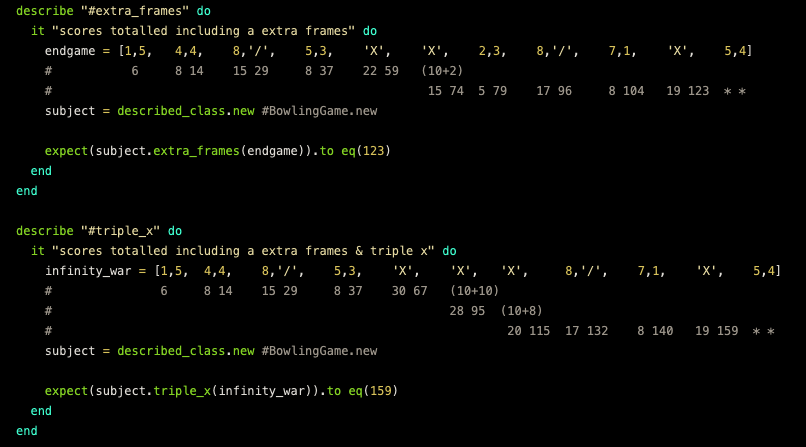 describe "#extra_frames" do
it "scores totalled including a extra frames" do
endgame = [1,5, 4,4, 8,'/', 5,3, 'X', 'X', 2,3, 8,'/', 7,1, 'X', 5,4]
# 6 8 14 15 29 8 37 22 59 (10+2)
# 15 74 5 79 17 96 8 104 19 123 * *
subject = described_class.new #BowlingGame.new
expect(subject.extra_frames(endgame)).to eq(123)
end
end
describe "#triple_x" do
it "scores totalled including a extra frames & triple x" do
infinity_war = [1,5, 4,4, 8,'/', 5,3, 'X', 'X', 'X', 8,'/', 7,1, 'X', 5,4]
# 6 8 14 15 29 8 37 30 67 (10+10)
# 28 95 (10+8)
# 20 115 17 132 8 140 19 159 * *
subject = described_class.new #BowlingGame.new
expect(subject.triple_x(infinity_war)).to eq(159)
end
end